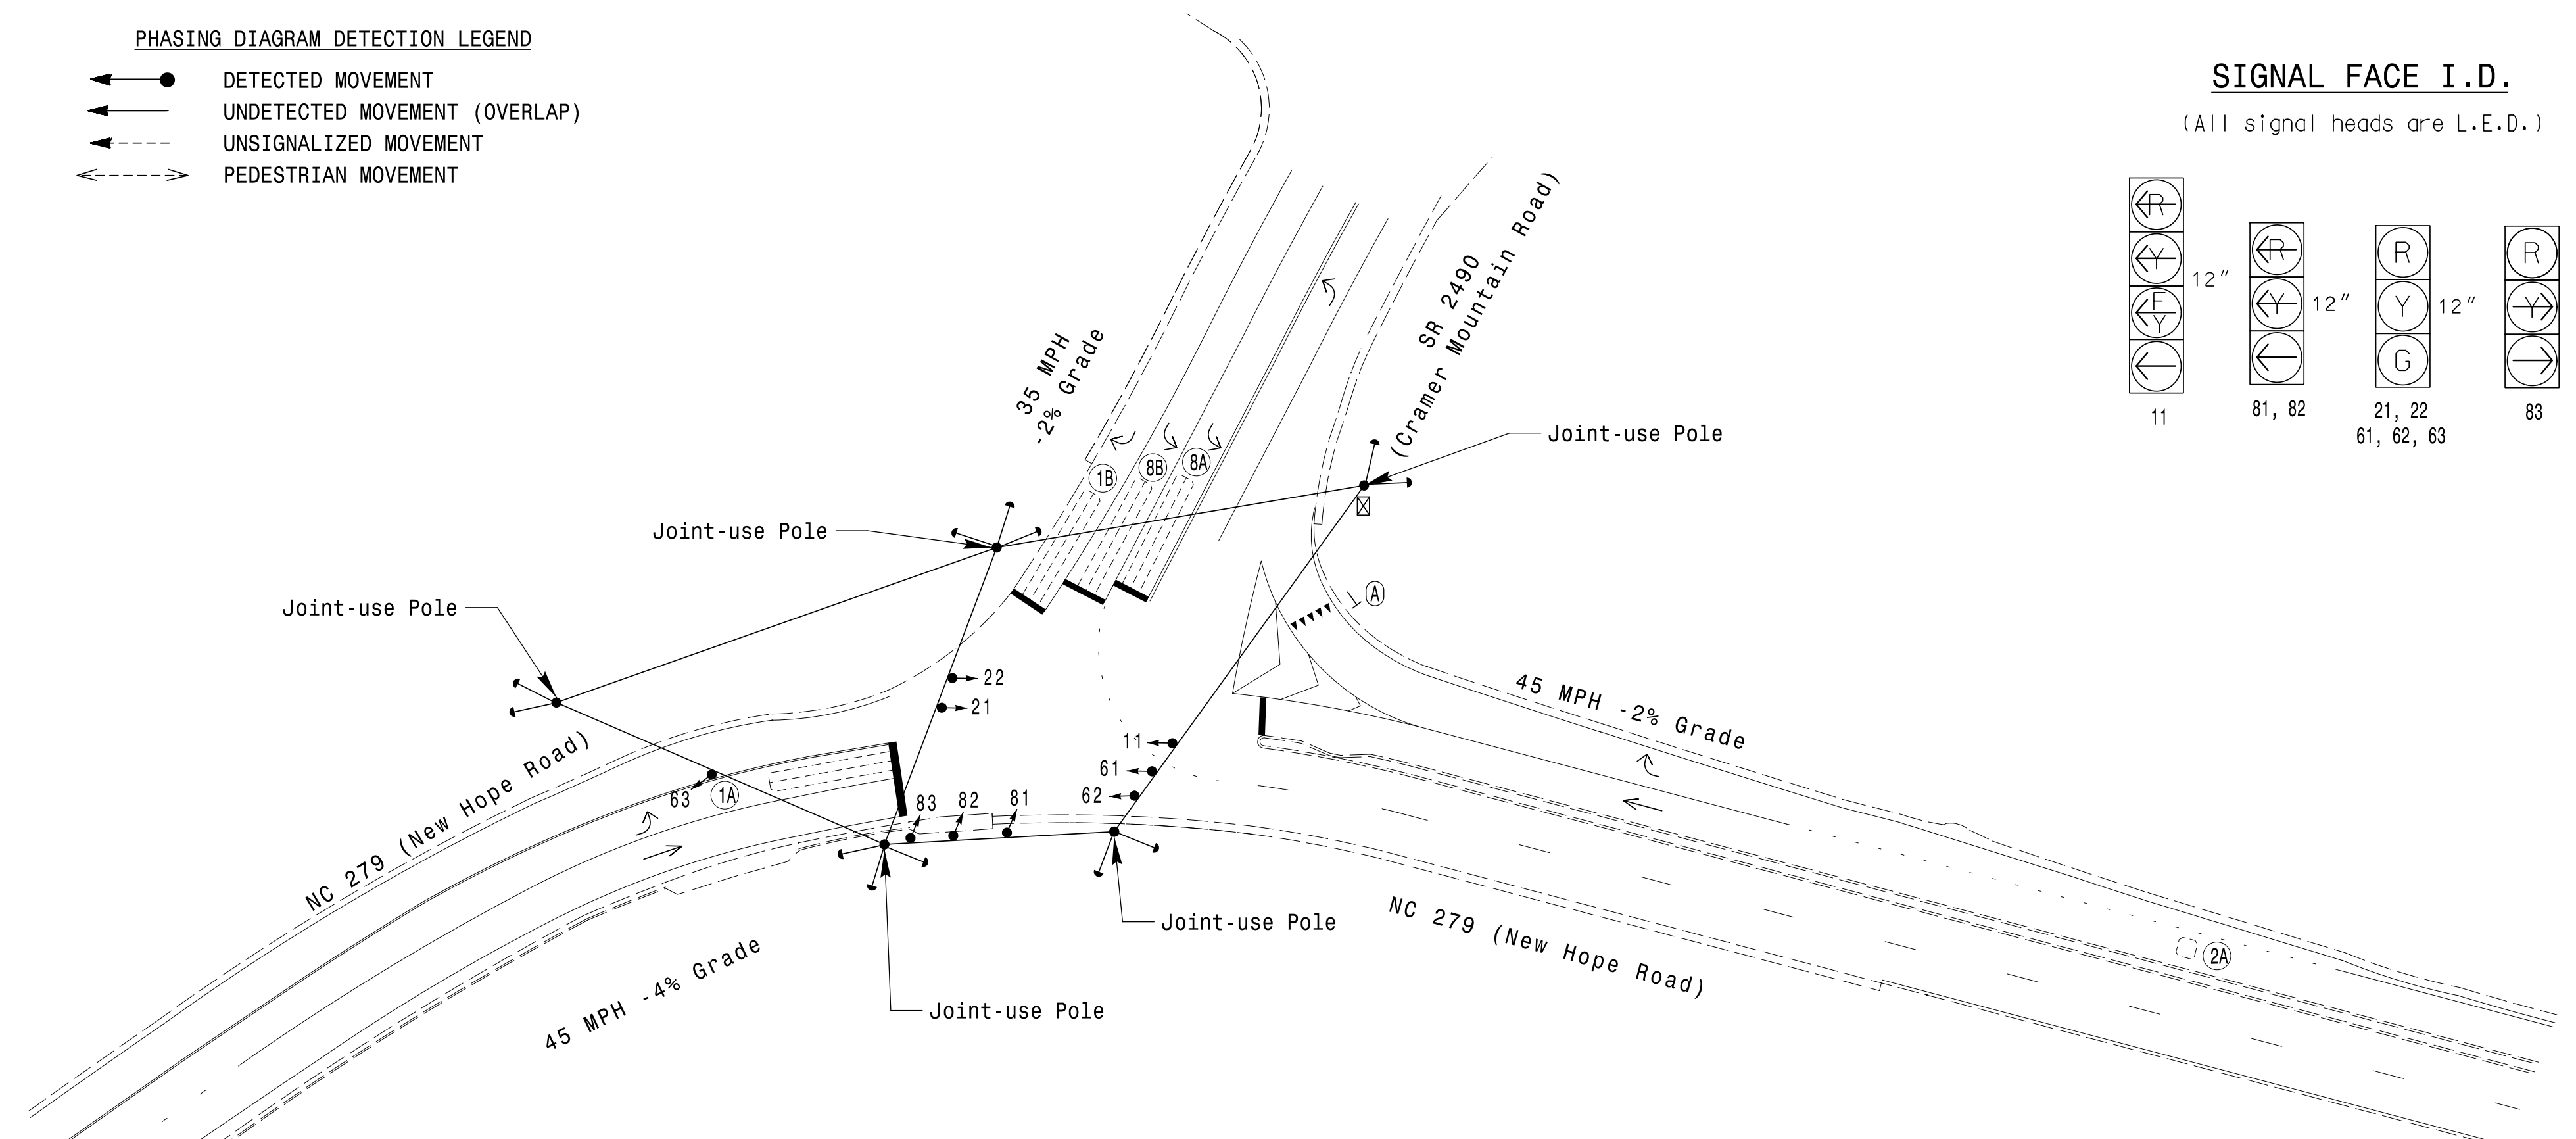 PHASING DIAGRAM DETECTION LEGEND
DETECTED MOVEMENT
UNDETECTED MOVEMENT (OVERLAP)
UNSIGNALIZED MOVEMENT
PEDESTRIAN MOVEMENT
SIGNAL FACE I.D.
(All signal heads are L.E.D.)
R
Y
F
Y
12"
11
R
Y
12"
81, 82
R
Y
G
12"
21, 22
61, 62, 63
R
Y
83
SR 2490
(Cramer Mountain Road)
35 MPH
-2% Grade
Joint-use Pole
1B
8B
8A
Joint-use Pole
Joint-use Pole
A
22
21
45 MPH -2% Grade
11
61
62
63
1A
83
82
81
NC 279 (New Hope Road)
45 MPH -4% Grade
Joint-use Pole
Joint-use Pole
NC 279 (New Hope Road)
2A